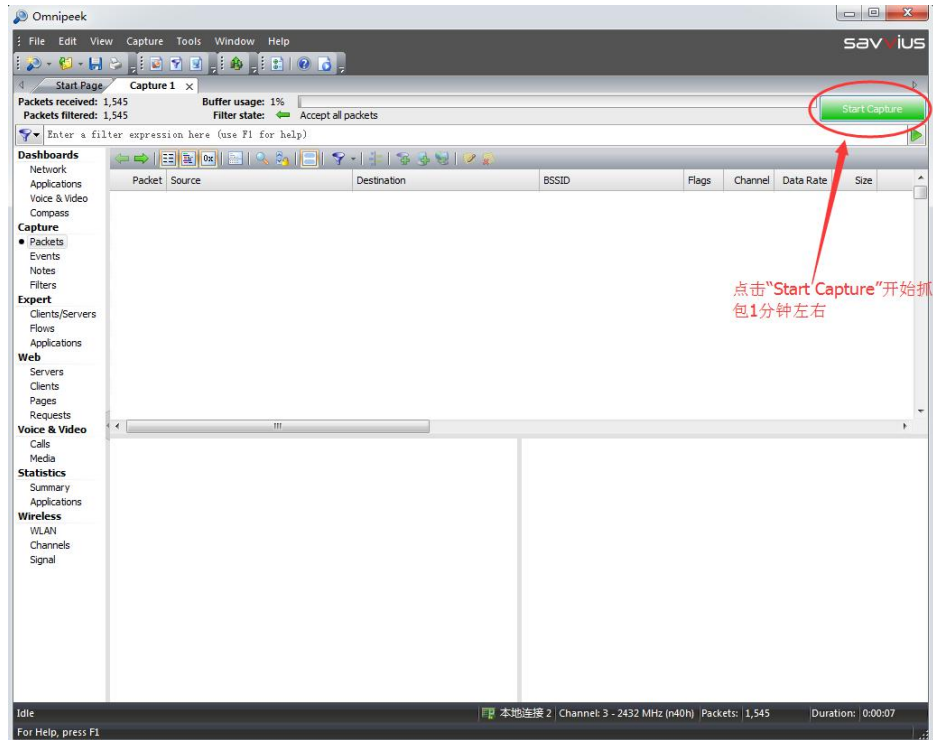 Omnipeek
File Edit View Capture Tools Window Help
savvius
Start Page Capture 1
Packets received: 1,545 Buffer usage: 1%
Packets filtered: 1,545 Filter state: Accept all packets
Start Capture
Enter a filter expression here (use F1 for help)
Dashboards
Network
Applications
Voice & Video
Compass
Capture
Packets
Events
Notes
Filters
Expert
Clients/Servers
Flows
Applications
Web
Servers
Clients
Pages
Requests
Voice & Video
Calls
Media
Statistics
Summary
Applications
Wireless
WLAN
Channels
Signal
Packet Source Destination BSSID Flags Channel Data Rate Size
点击“Start Capture”开始抓
包1分钟左右
Idle 本地连接 2 Channel: 3 - 2432 MHz (n40h) Packets: 1,545 Duration: 0:00:07
For Help, press F1